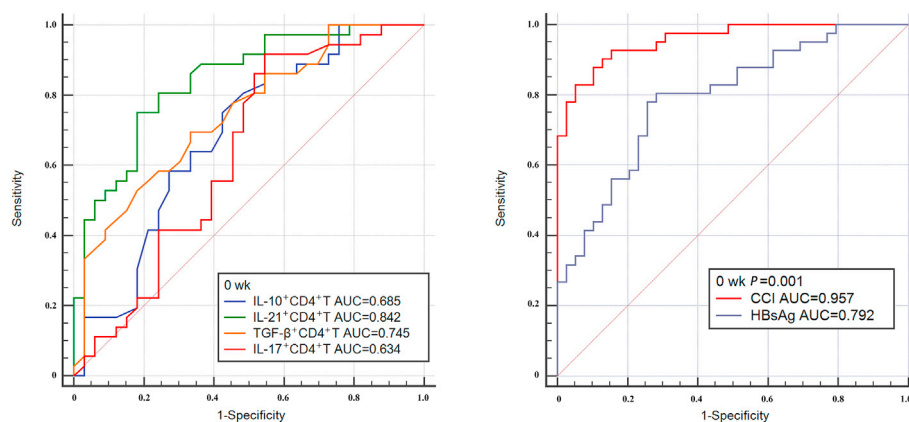 1.0
0.8
0.6
0.4
0.2
0
Sensitivity
0 wk
IL-10⁺CD4⁺T AUC=0.685
IL-21⁺CD4⁺T AUC=0.842
TGF-β⁺CD4⁺T AUC=0.745
IL-17⁺CD4⁺T AUC=0.634
0 0.2 0.4 0.6 0.8 1.0
1-Specificity
1.0
0.8
0.6
0.4
0.2
0
Sensitivity
0 wk P=0.001
CCI AUC=0.957
HBsAg AUC=0.792
0 0.2 0.4 0.6 0.8 1.0
1-Specificity